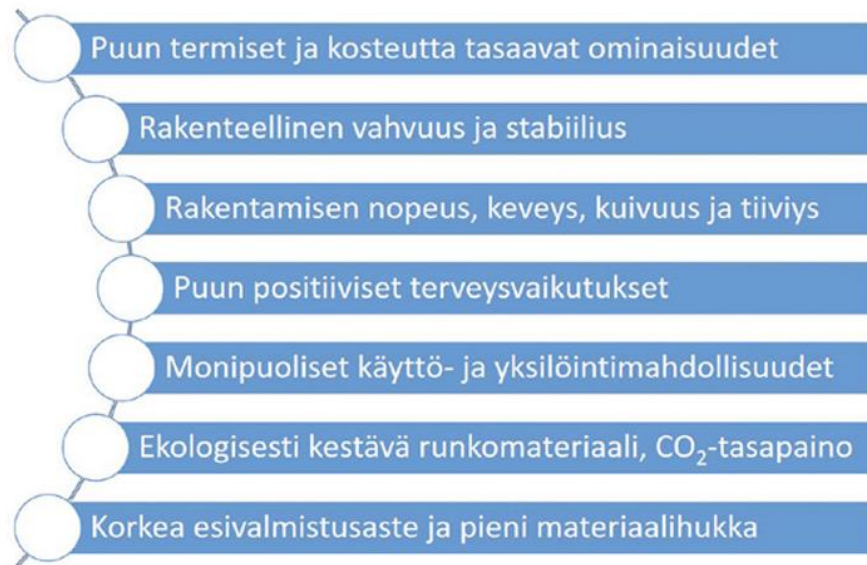 Puun termiset ja kosteutta tasaavat ominaisuudet
Rakenteellinen vahvuus ja stabiilius
Rakentamisen nopeus, keveys, kuivuus ja tiiviys
Puun positiiviset terveysvaikutukset
Monipuoliset käyttö- ja yksilöintimahdollisuudet
Ekologisesti kestävä runkomateriaali, CO₂-tasapaino
Korkea esivalmistusaste ja pieni materiaalihukka